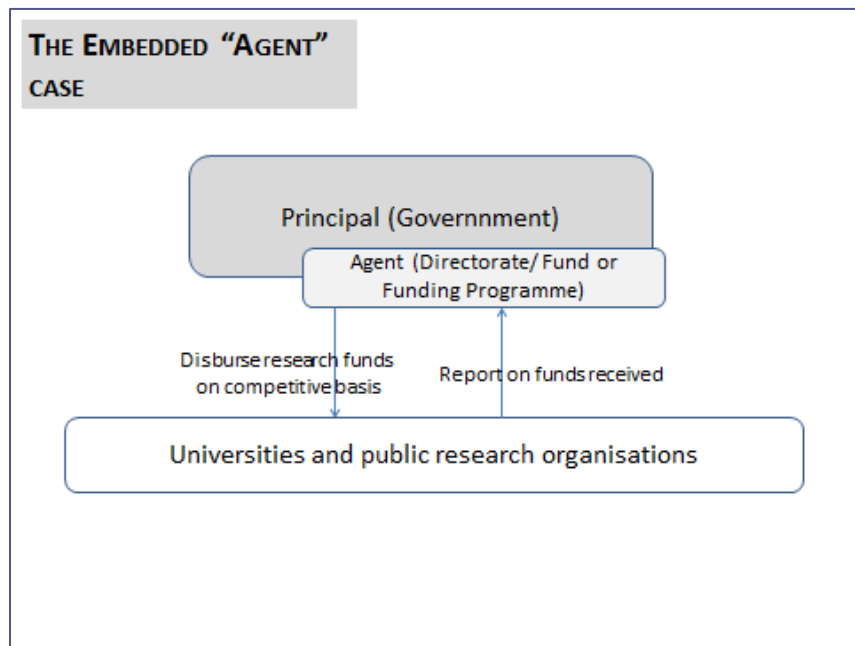 THE EMBEDDED “AGENT”
CASE
Principal (Governnment)
Agent (Directorate/ Fund or
Funding Programme)
Disburse research funds
on competitive basis
Report on funds received
Universities and public research organisations